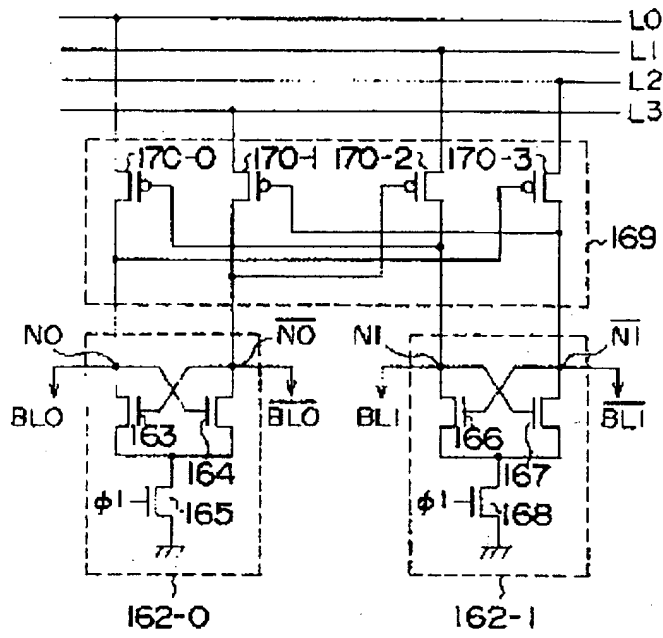 L0
L1
L2
L3
170-0 170-1 170-2 170-3
169
N0 N̅0̅ N1 N̅1̅
BL0 163 164 B̅L̅0̅ BL1 166 167 B̅L̅1̅
φ1 165 φ1 168
162-0 162-1